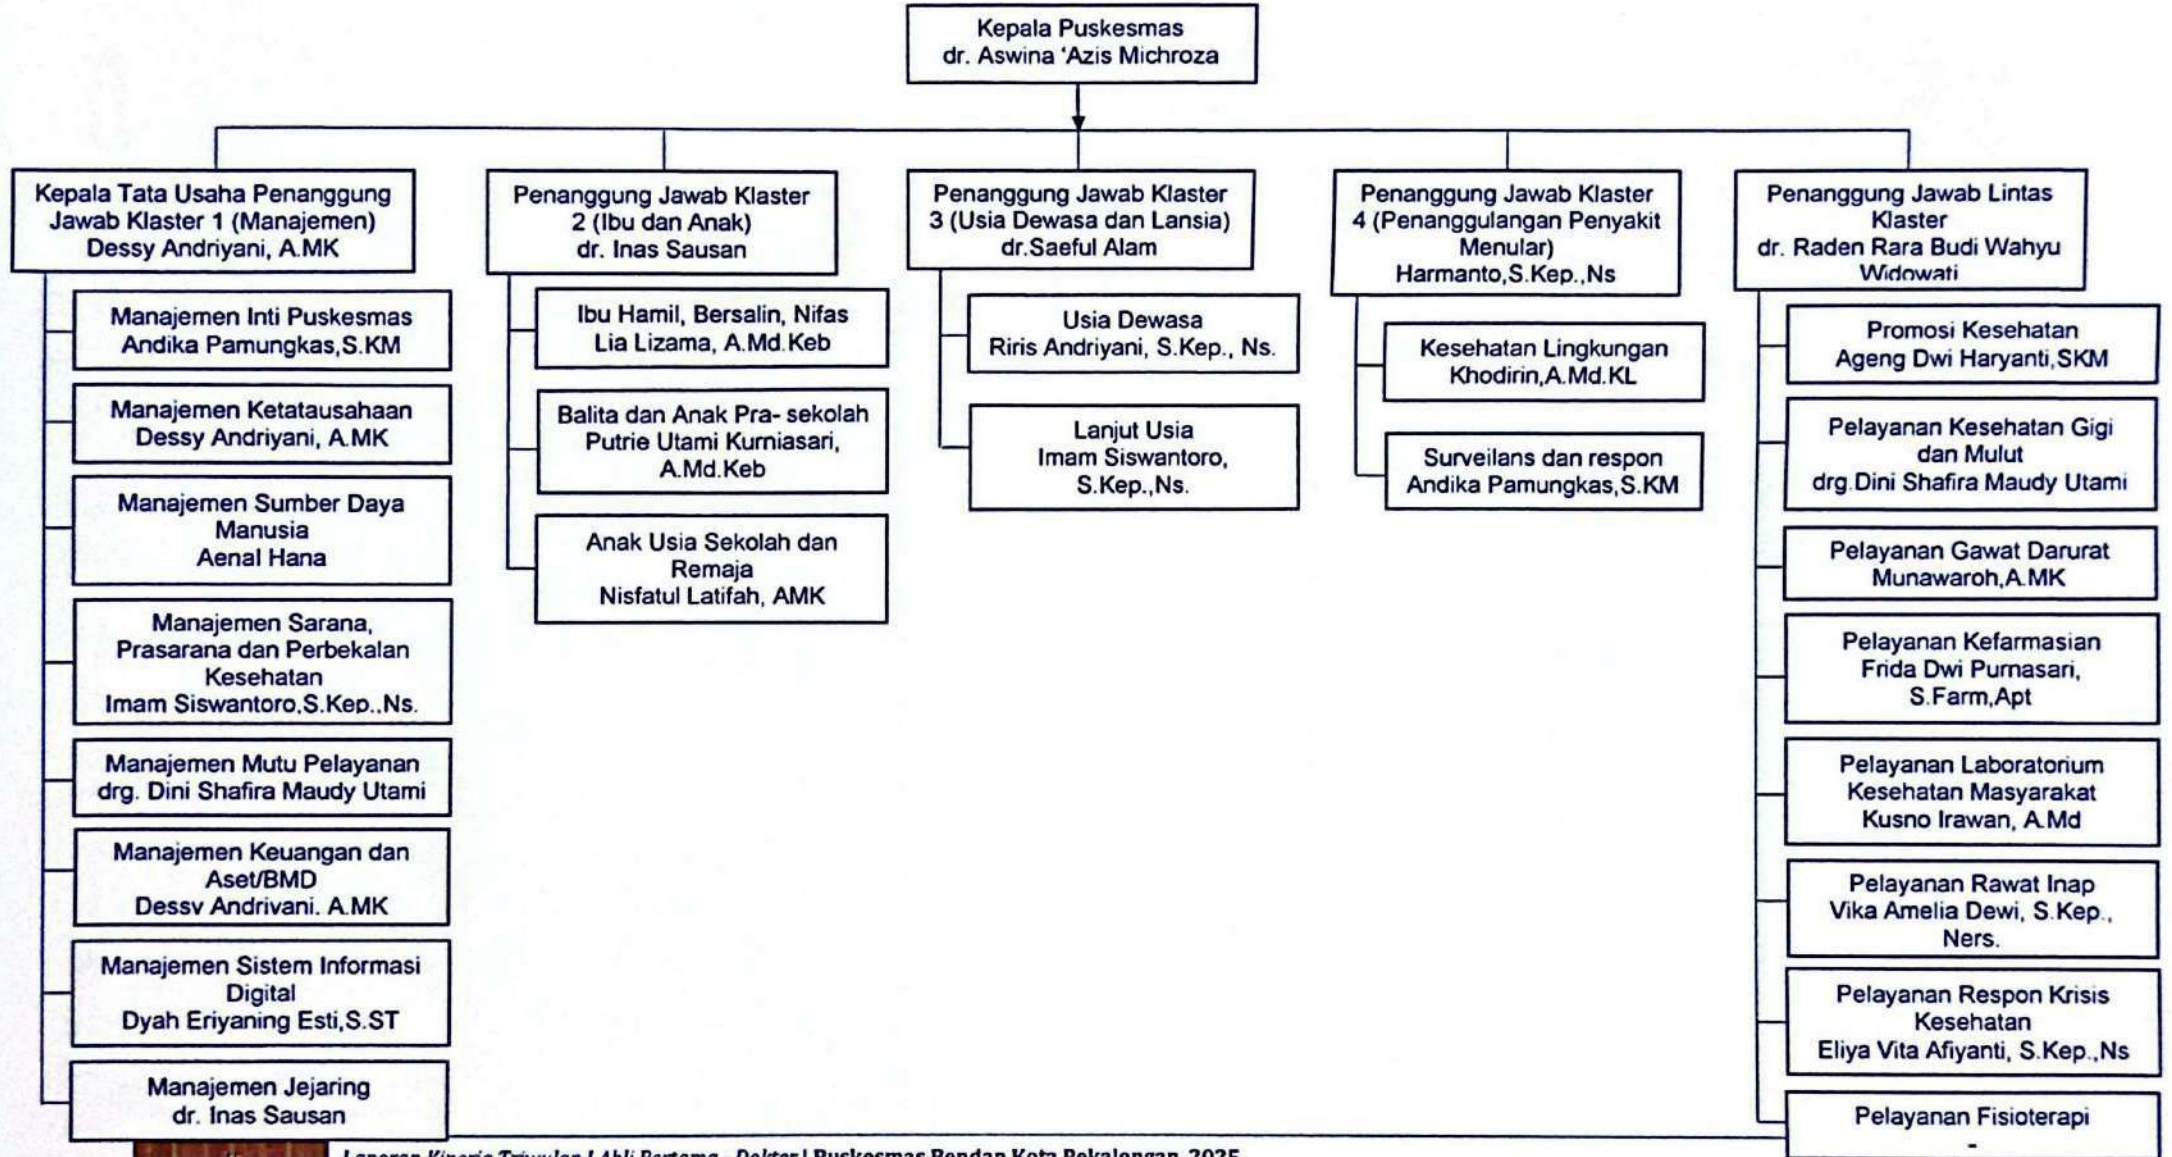 Kepala Puskesmas
dr. Aswina ‘Azis Michroza
Kepala Tata Usaha Penanggung
Jawab Klaster 1 (Manajemen)
Dessy Andriyani, A.MK
Manajemen Inti Puskesmas
Andika Pamungkas,S.KM
Manajemen Ketatausahaan
Dessy Andriyani, A.MK
Manajemen Sumber Daya
Manusia
Aenal Hana
Manajemen Sarana,
Prasarana dan Perbekalan
Kesehatan
Imam Siswantoro,S.Kep.,Ns.
Manajemen Mutu Pelayanan
drg. Dini Shafira Maudy Utami
Manajemen Keuangan dan
Aset/BMD
Dessy Andriyani. A.MK
Manajemen Sistem Informasi
Digital
Dyah Eriyaning Esti,S.ST
Manajemen Jejaring
dr. Inas Sausan
Penanggung Jawab Klaster
2 (Ibu dan Anak)
dr. Inas Sausan
Ibu Hamil, Bersalin, Nifas
Lia Lizama, A.Md.Keb
Balita dan Anak Pra- sekolah
Putrie Utami Kurniasari,
A.Md.Keb
Anak Usia Sekolah dan
Remaja
Nisfatul Latifah, AMK
Penanggung Jawab Klaster
3 (Usia Dewasa dan Lansia)
dr.Saeful Alam
Usia Dewasa
Riris Andriyani, S.Kep., Ns.
Lanjut Usia
Imam Siswantoro,
S.Kep.,Ns.
Penanggung Jawab Klaster
4 (Penanggulangan Penyakit
Menular)
Harmanto,S.Kep.,Ns
Kesehatan Lingkungan
Khodirin,A.Md.KL
Surveilans dan respon
Andika Pamungkas,S.KM
Penanggung Jawab Lintas
Klaster
dr. Raden Rara Budi Wahyu
Widowati
Promosi Kesehatan
Ageng Dwi Haryanti,SKM
Pelayanan Kesehatan Gigi
dan Mulut
drg.Dini Shafira Maudy Utami
Pelayanan Gawat Darurat
Munawaroh,A.MK
Pelayanan Kefarmasian
Frida Dwi Purnasari,
S.Farm,Apt
Pelayanan Laboratorium
Kesehatan Masyarakat
Kusno Irawan, A.Md
Pelayanan Rawat Inap
Vika Amelia Dewi, S.Kep.,
Ners.
Pelayanan Respon Krisis
Kesehatan
Eliya Vita Afiyanti, S.Kep.,Ns
Pelayanan Fisioterapi
-
Laporan Kinerja Triwulan I Ahli Pertama - Dokter | Puskesmas Bendan Kota Pekalongan 2025